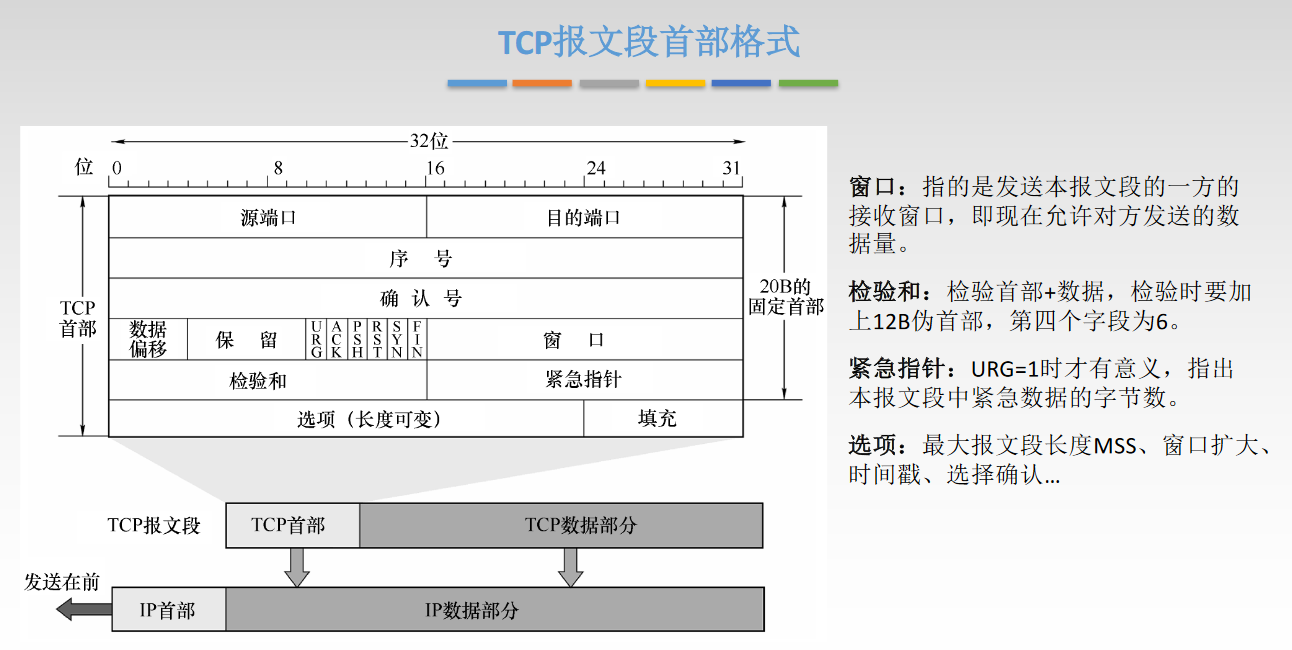 TCP报文段首部格式
32位
位 0 8 16 24 31
源端口 目的端口
序 号
确 认 号
TCP
首部
20B的
固定首部
数据
偏移
保 留
URG
ACK
PSH
RST
SYN
FIN
窗 口
检验和 紧急指针
选项（长度可变） 填充
TCP报文段 TCP首部 TCP数据部分
发送在前
IP首部 IP数据部分
窗口：指的是发送本报文段的一方的
接收窗口，即现在允许对方发送的数
据量。
检验和：检验首部+数据，检验时要加
上12B伪首部，第四个字段为6。
紧急指针：URG=1时才有意义，指出
本报文段中紧急数据的字节数。
选项：最大报文段长度MSS、窗口扩大、
时间戳、选择确认...